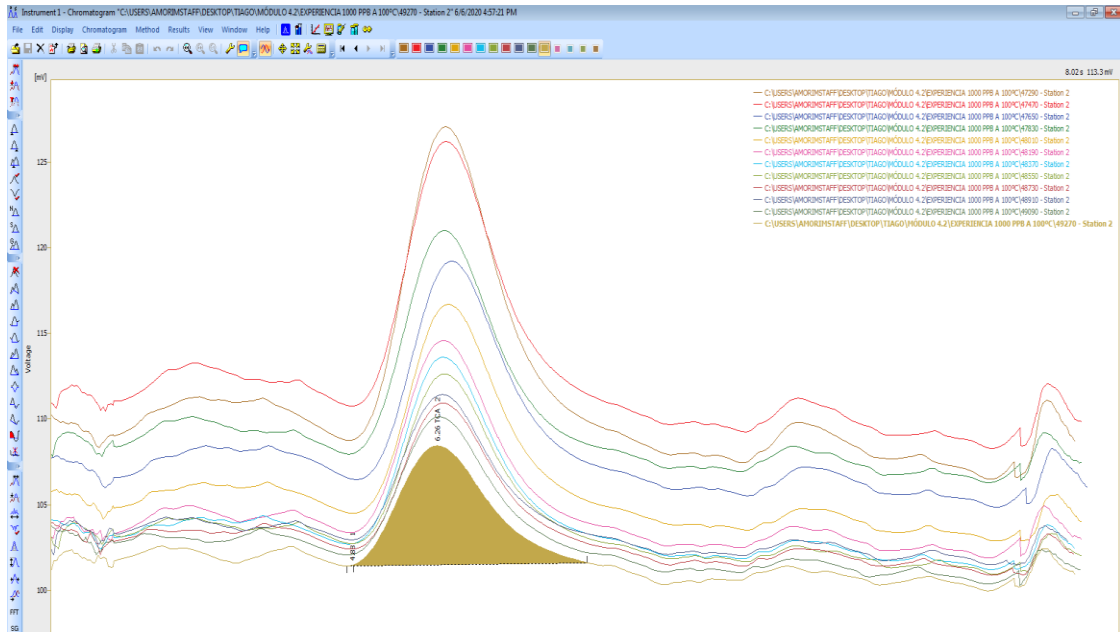 Instrument 1 - Chromatogram "C:\USERS\AMORIMSTAFF\DESKTOP\TIAGO\MÓDULO 4.2\EXPERIENCIA 1000 PPB A 100ºC\49270 - Station 2" 6/6/2020 4:57:21 PM
File Edit Display Chromatogram Method Results View Window Help
[mV]
8.02 s 113.3 mV
C:\USERS\AMORIMSTAFF\DESKTOP\TIAGO\MÓDULO 4.2\EXPERIENCIA 1000 PPB A 100ºC\47290 - Station 2
C:\USERS\AMORIMSTAFF\DESKTOP\TIAGO\MÓDULO 4.2\EXPERIENCIA 1000 PPB A 100ºC\47470 - Station 2
C:\USERS\AMORIMSTAFF\DESKTOP\TIAGO\MÓDULO 4.2\EXPERIENCIA 1000 PPB A 100ºC\47650 - Station 2
C:\USERS\AMORIMSTAFF\DESKTOP\TIAGO\MÓDULO 4.2\EXPERIENCIA 1000 PPB A 100ºC\47830 - Station 2
C:\USERS\AMORIMSTAFF\DESKTOP\TIAGO\MÓDULO 4.2\EXPERIENCIA 1000 PPB A 100ºC\48010 - Station 2
C:\USERS\AMORIMSTAFF\DESKTOP\TIAGO\MÓDULO 4.2\EXPERIENCIA 1000 PPB A 100ºC\48190 - Station 2
C:\USERS\AMORIMSTAFF\DESKTOP\TIAGO\MÓDULO 4.2\EXPERIENCIA 1000 PPB A 100ºC\48370 - Station 2
C:\USERS\AMORIMSTAFF\DESKTOP\TIAGO\MÓDULO 4.2\EXPERIENCIA 1000 PPB A 100ºC\48550 - Station 2
C:\USERS\AMORIMSTAFF\DESKTOP\TIAGO\MÓDULO 4.2\EXPERIENCIA 1000 PPB A 100ºC\48730 - Station 2
C:\USERS\AMORIMSTAFF\DESKTOP\TIAGO\MÓDULO 4.2\EXPERIENCIA 1000 PPB A 100ºC\48910 - Station 2
C:\USERS\AMORIMSTAFF\DESKTOP\TIAGO\MÓDULO 4.2\EXPERIENCIA 1000 PPB A 100ºC\49090 - Station 2
C:\USERS\AMORIMSTAFF\DESKTOP\TIAGO\MÓDULO 4.2\EXPERIENCIA 1000 PPB A 100ºC\49270 - Station 2
125
120
115
110
105
100
Voltage
6.26 TCA 2
FFT
SG